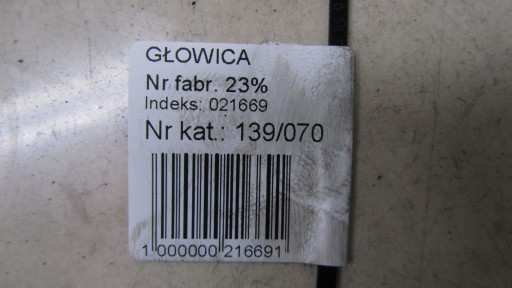 GŁOWICA
Nr fabr. 23%
Indeks: 021669
Nr kat.: 139/070
1 000000 216691